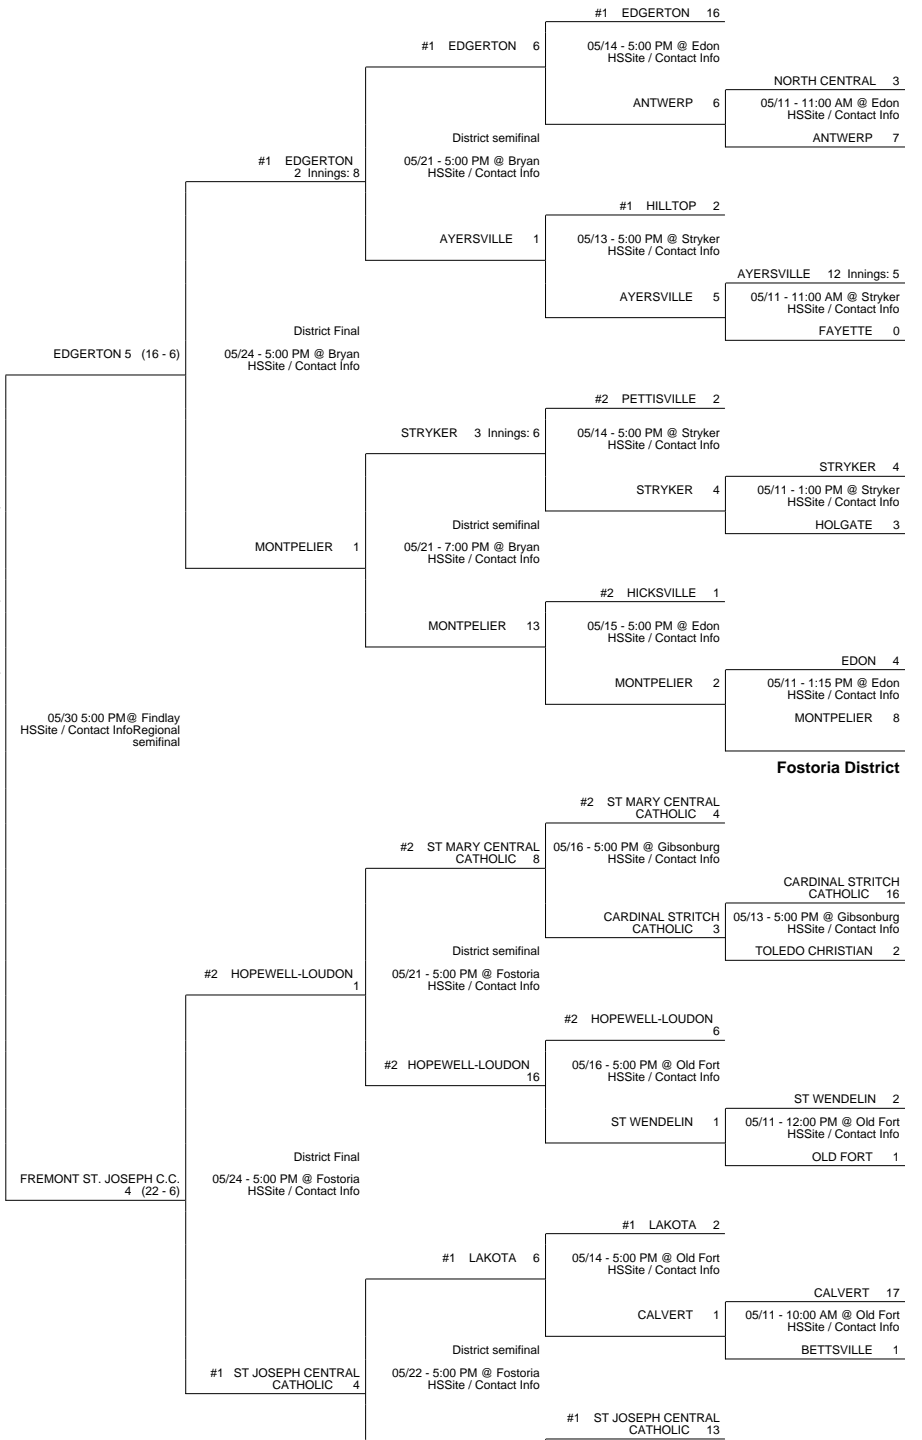 #1 EDGERTON 16
#1 EDGERTON 6
05/14 - 5:00 PM @ Edon
HSSite / Contact Info
NORTH CENTRAL 3
ANTWERP 6
05/11 - 11:00 AM @ Edon
HSSite / Contact Info
District semifinal
ANTWERP 7
#1 EDGERTON
2 Innings: 8
05/21 - 5:00 PM @ Bryan
HSSite / Contact Info
#1 HILLTOP 2
AYERSVILLE 1
05/13 - 5:00 PM @ Stryker
HSSite / Contact Info
AYERSVILLE 12 Innings: 5
AYERSVILLE 5
05/11 - 11:00 AM @ Stryker
HSSite / Contact Info
District Final
FAYETTE 0
EDGERTON 5 (16 - 6)
05/24 - 5:00 PM @ Bryan
HSSite / Contact Info
#2 PETTISVILLE 2
STRYKER 3 Innings: 6
05/14 - 5:00 PM @ Stryker
HSSite / Contact Info
STRYKER 4
STRYKER 4
05/11 - 1:00 PM @ Stryker
HSSite / Contact Info
District semifinal
HOLGATE 3
MONTPELIER 1
05/21 - 7:00 PM @ Bryan
HSSite / Contact Info
#2 HICKSVILLE 1
MONTPELIER 13
05/15 - 5:00 PM @ Edon
HSSite / Contact Info
EDON 4
MONTPELIER 2
05/11 - 1:15 PM @ Edon
HSSite / Contact Info
MONTPELIER 8
05/30 5:00 PM@ Findlay
HSSite / Contact InfoRegional
semifinal
Fostoria District
#2 ST MARY CENTRAL
CATHOLIC 4
#2 ST MARY CENTRAL
CATHOLIC 8
05/16 - 5:00 PM @ Gibsonburg
HSSite / Contact Info
CARDINAL STRITCH
CATHOLIC 16
CARDINAL STRITCH
CATHOLIC 3
05/13 - 5:00 PM @ Gibsonburg
HSSite / Contact Info
District semifinal
TOLEDO CHRISTIAN 2
#2 HOPEWELL-LOUDON
1
05/21 - 5:00 PM @ Fostoria
HSSite / Contact Info
#2 HOPEWELL-LOUDON
6
#2 HOPEWELL-LOUDON
16
05/16 - 5:00 PM @ Old Fort
HSSite / Contact Info
ST WENDELIN 2
ST WENDELIN 1
05/11 - 12:00 PM @ Old Fort
HSSite / Contact Info
District Final
OLD FORT 1
FREMONT ST. JOSEPH C.C.
4 (22 - 6)
05/24 - 5:00 PM @ Fostoria
HSSite / Contact Info
#1 LAKOTA 2
#1 LAKOTA 6
05/14 - 5:00 PM @ Old Fort
HSSite / Contact Info
CALVERT 17
CALVERT 1
05/11 - 10:00 AM @ Old Fort
HSSite / Contact Info
District semifinal
BETTSVILLE 1
#1 ST JOSEPH CENTRAL
CATHOLIC 4
05/22 - 5:00 PM @ Fostoria
HSSite / Contact Info
#1 ST JOSEPH CENTRAL
CATHOLIC 13